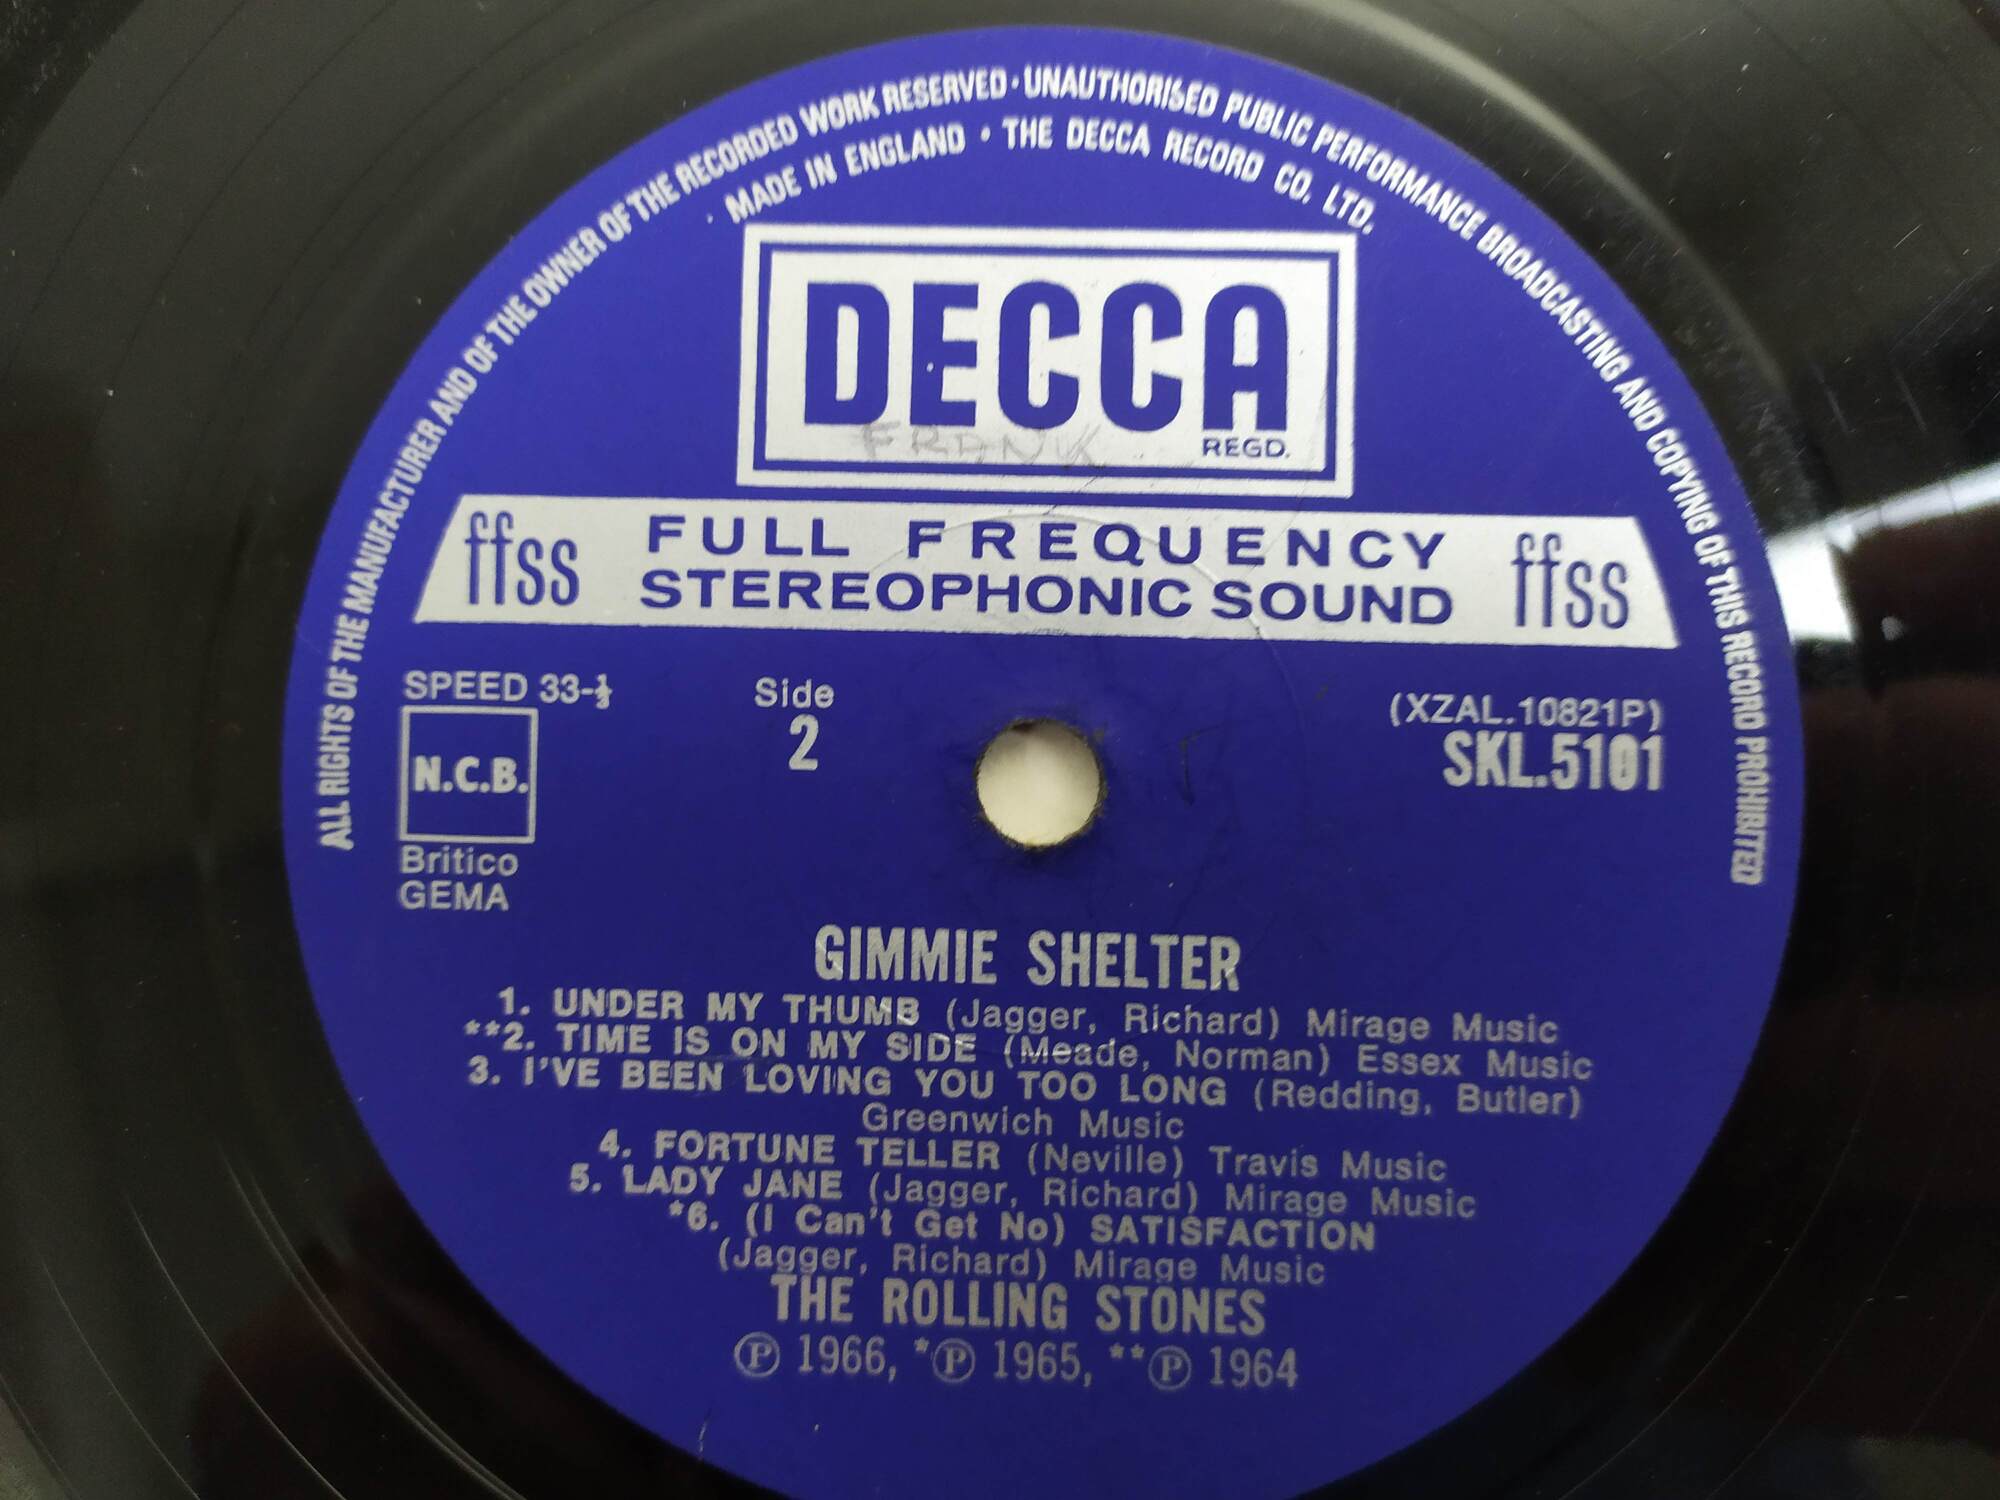 ALL RIGHTS OF THE MANUFACTURER AND OF THE OWNER OF THE RECORDED WORK RESERVED · UNAUTHORISED PUBLIC PERFORMANCE BROADCASTING AND COPYING OF THIS RECORD PROHIBITED
· MADE IN ENGLAND · THE DECCA RECORD CO. LTD.
DECCA
FRANK
REGD.
ffss FULL FREQUENCY STEREOPHONIC SOUND ffss
SPEED 33-⅓
Side
2
(XZAL.10821P)
SKL.5101
N.C.B.
Britico
GEMA
GIMMIE SHELTER
1. UNDER MY THUMB (Jagger, Richard) Mirage Music
**2. TIME IS ON MY SIDE (Meade, Norman) Essex Music
3. I'VE BEEN LOVING YOU TOO LONG (Redding, Butler)
Greenwich Music
4. FORTUNE TELLER (Neville) Travis Music
5. LADY JANE (Jagger, Richard) Mirage Music
*6. (I Can't Get No) SATISFACTION
(Jagger, Richard) Mirage Music
THE ROLLING STONES
Ⓟ 1966, *Ⓟ 1965, **Ⓟ 1964